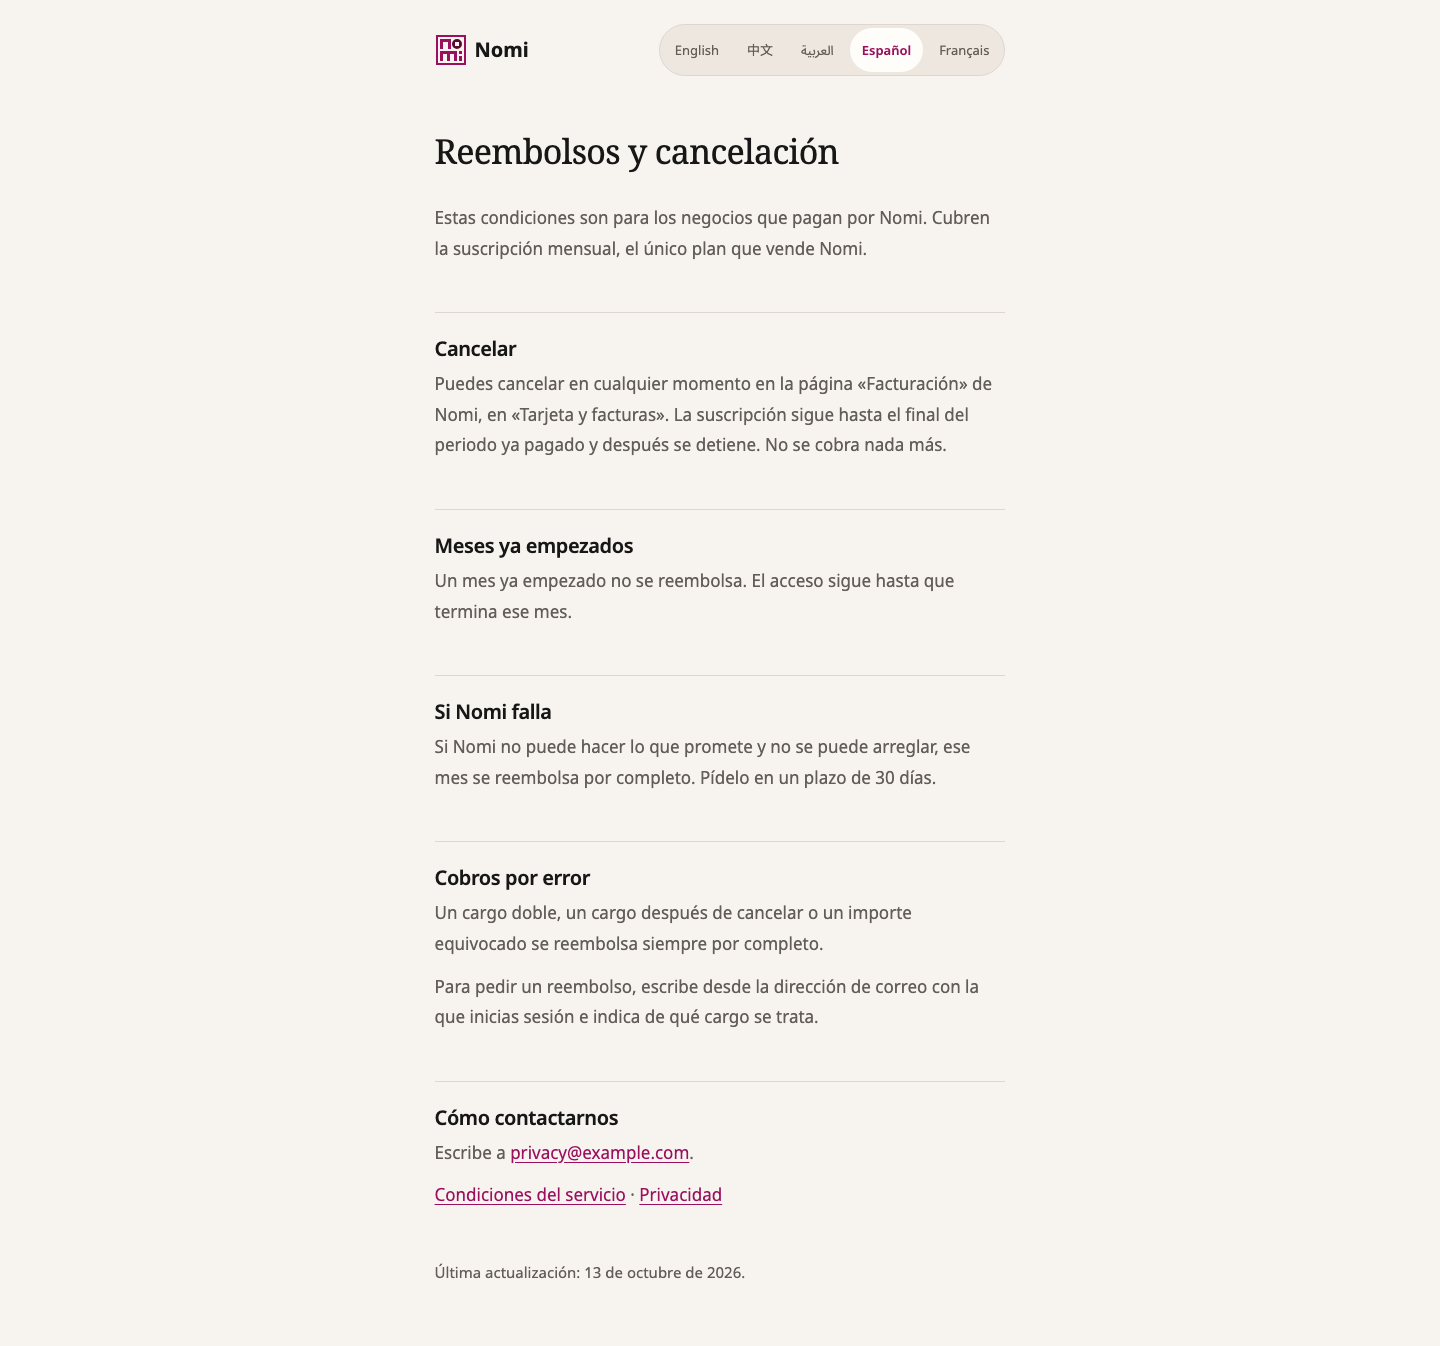 Nomi
English
中文
العربية
Español
Français
Reembolsos y cancelación
Estas condiciones son para los negocios que pagan por Nomi. Cubren
la suscripción mensual, el único plan que vende Nomi.
Cancelar
Puedes cancelar en cualquier momento en la página «Facturación» de
Nomi, en «Tarjeta y facturas». La suscripción sigue hasta el final del
periodo ya pagado y después se detiene. No se cobra nada más.
Meses ya empezados
Un mes ya empezado no se reembolsa. El acceso sigue hasta que
termina ese mes.
Si Nomi falla
Si Nomi no puede hacer lo que promete y no se puede arreglar, ese
mes se reembolsa por completo. Pídelo en un plazo de 30 días.
Cobros por error
Un cargo doble, un cargo después de cancelar o un importe
equivocado se reembolsa siempre por completo.
Para pedir un reembolso, escribe desde la dirección de correo con la
que inicias sesión e indica de qué cargo se trata.
Cómo contactarnos
Escribe a privacy@example.com.
Condiciones del servicio · Privacidad
Última actualización: 13 de octubre de 2026.